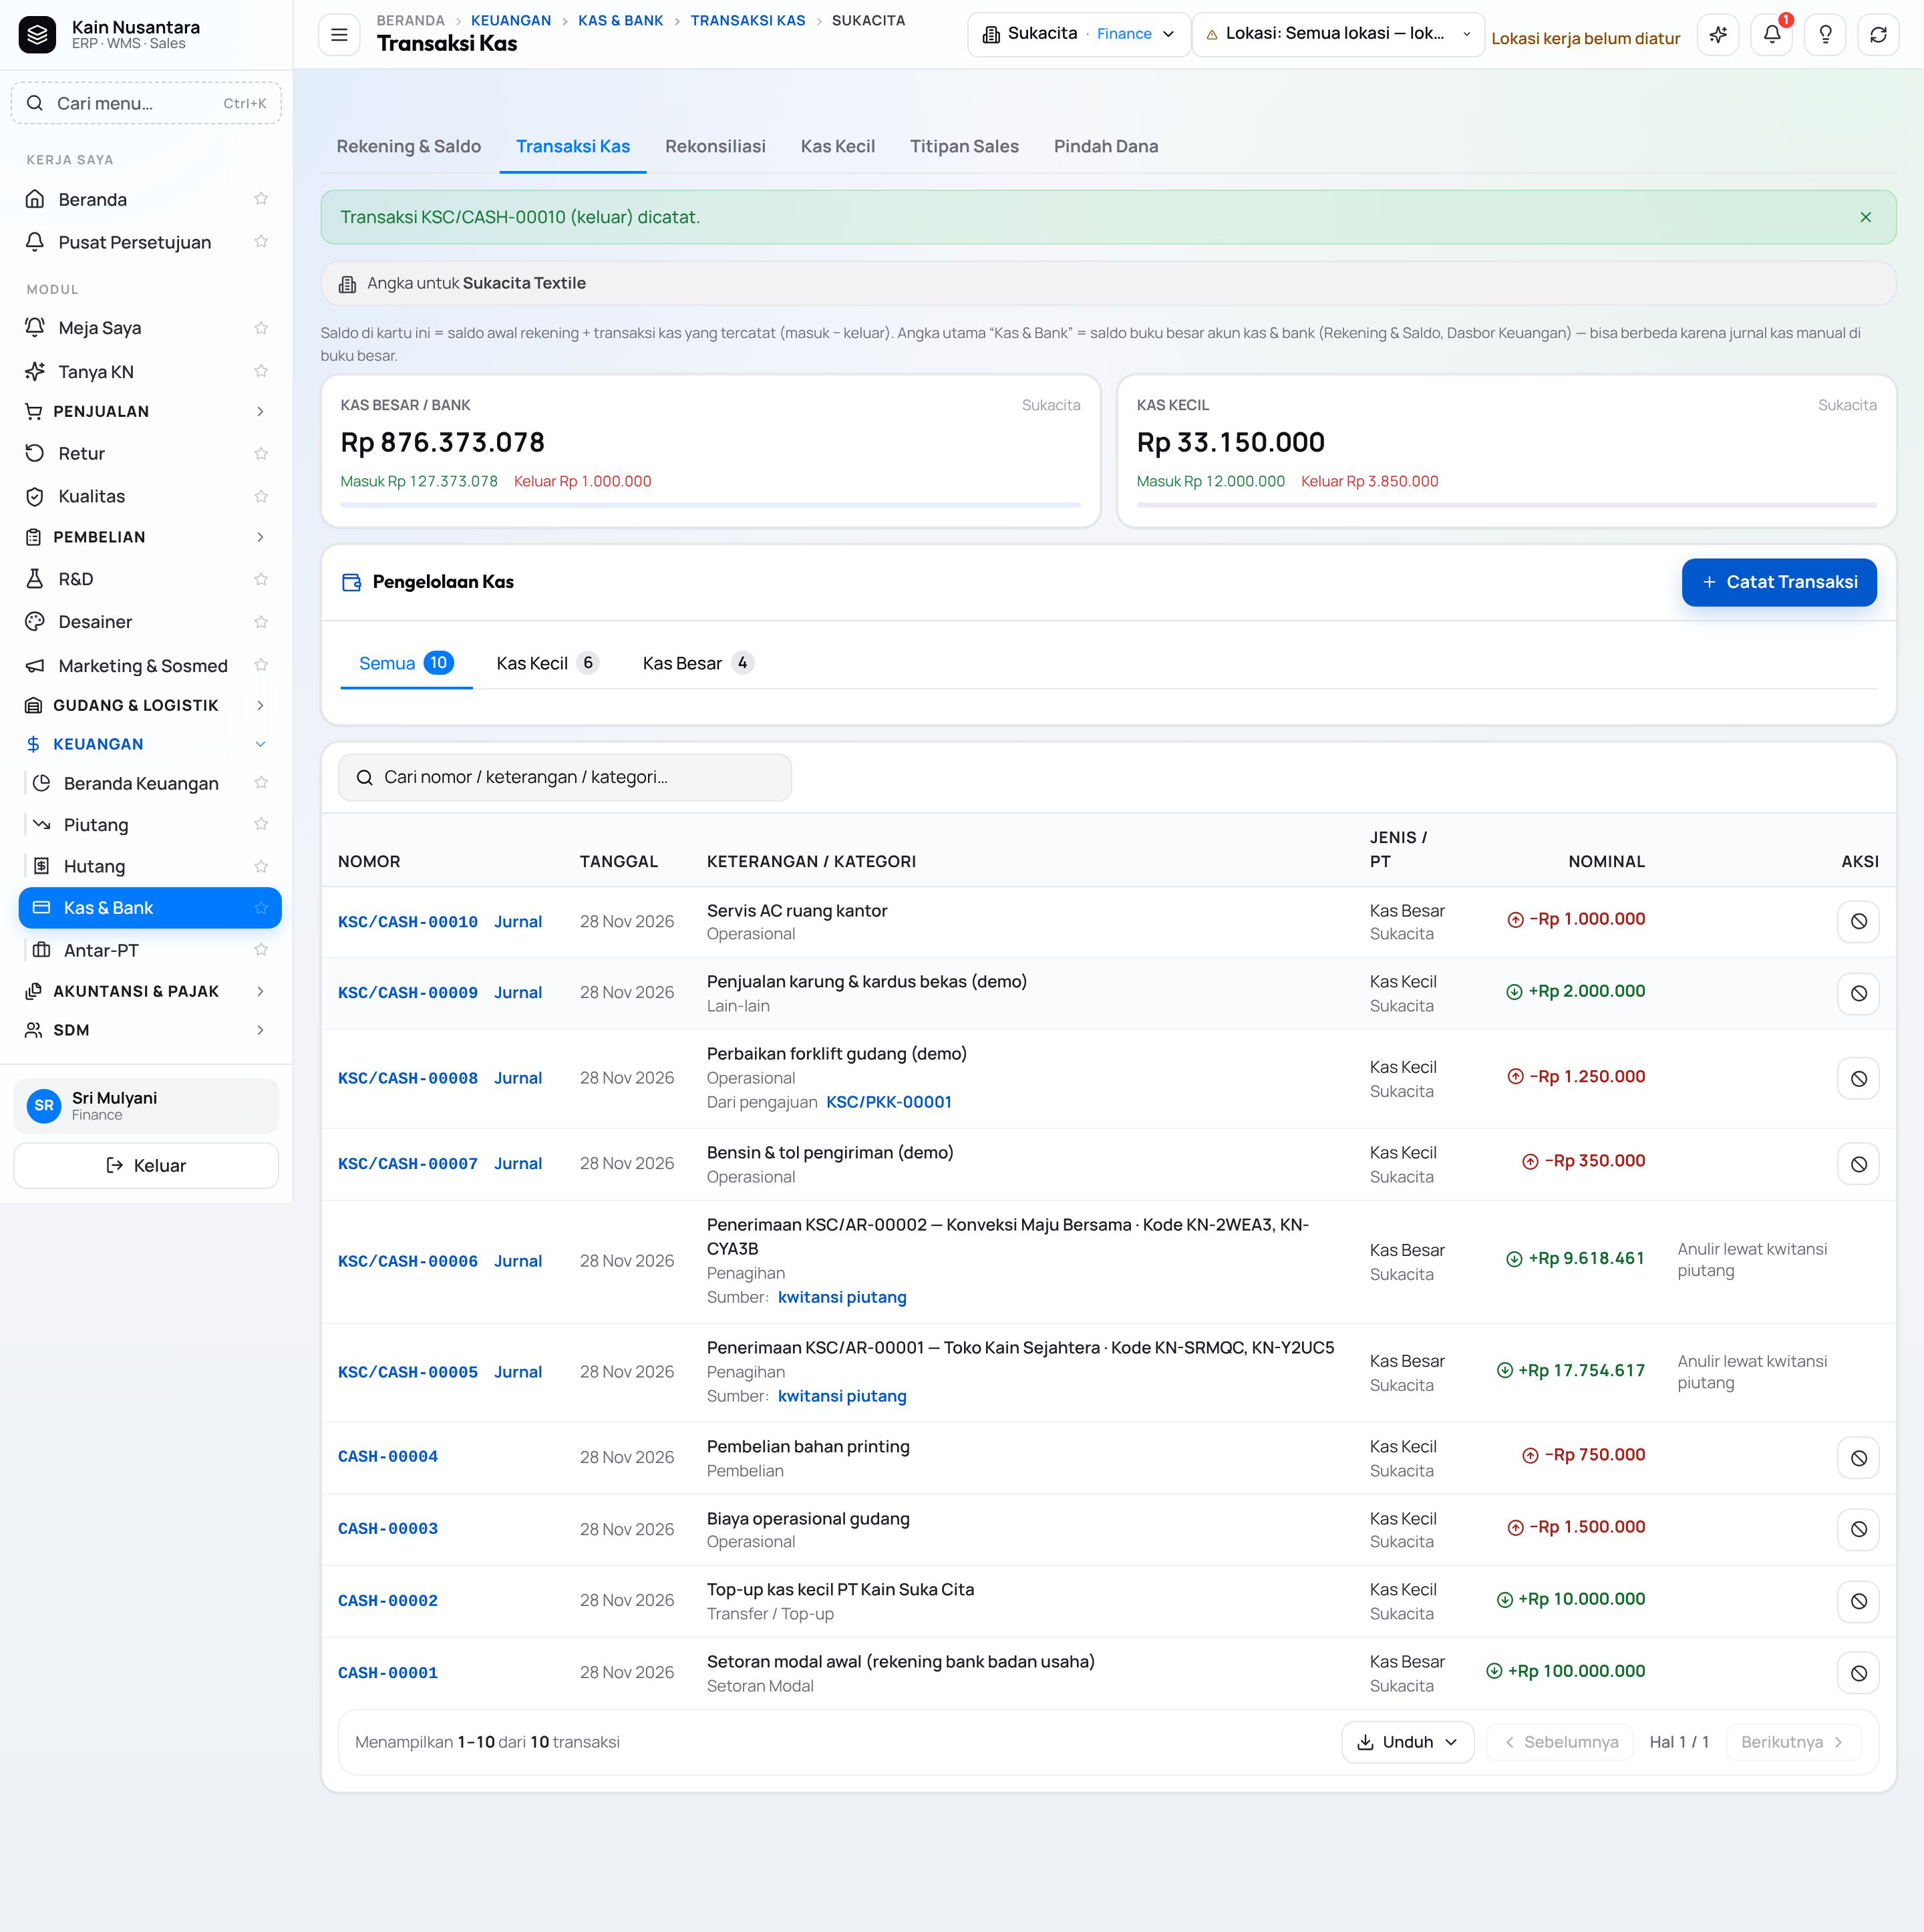 Kain Nusantara
ERP · WMS · Sales
Cari menu... Ctrl+K
KERJA SAYA
Beranda
Pusat Persetujuan
MODUL
Meja Saya
Tanya KN
PENJUALAN
Retur
Kualitas
PEMBELIAN
R&D
Desainer
Marketing & Sosmed
GUDANG & LOGISTIK
KEUANGAN
Beranda Keuangan
Piutang
Hutang
Kas & Bank
Antar-PT
AKUNTANSI & PAJAK
SDM
SR
Sri Mulyani
Finance
Keluar
BERANDA > KEUANGAN > KAS & BANK > TRANSAKSI KAS > SUKACITA
Transaksi Kas
Sukacita · Finance
Lokasi: Semua lokasi — lok...
Lokasi kerja belum diatur
1
Rekening & Saldo Transaksi Kas Rekonsiliasi Kas Kecil Titipan Sales Pindah Dana
Transaksi KSC/CASH-00010 (keluar) dicatat.
Angka untuk Sukacita Textile
Saldo di kartu ini = saldo awal rekening + transaksi kas yang tercatat (masuk − keluar). Angka utama “Kas & Bank” = saldo buku besar akun kas & bank (Rekening & Saldo, Dasbor Keuangan) — bisa berbeda karena jurnal kas manual di
buku besar.
KAS BESAR / BANK Sukacita
Rp 876.373.078
Masuk Rp 127.373.078 Keluar Rp 1.000.000
KAS KECIL Sukacita
Rp 33.150.000
Masuk Rp 12.000.000 Keluar Rp 3.850.000
Pengelolaan Kas
+ Catat Transaksi
Semua 10 Kas Kecil 6 Kas Besar 4
Cari nomor / keterangan / kategori...
NOMOR TANGGAL KETERANGAN / KATEGORI JENIS / PT NOMINAL AKSI
KSC/CASH-00010 Jurnal 28 Nov 2026 Servis AC ruang kantor Kas Besar −Rp 1.000.000
Operasional Sukacita
KSC/CASH-00009 Jurnal 28 Nov 2026 Penjualan karung & kardus bekas (demo) Kas Kecil +Rp 2.000.000
Lain-lain Sukacita
KSC/CASH-00008 Jurnal 28 Nov 2026 Perbaikan forklift gudang (demo) Kas Kecil −Rp 1.250.000
Operasional Sukacita
Dari pengajuan KSC/PKK-00001
KSC/CASH-00007 Jurnal 28 Nov 2026 Bensin & tol pengiriman (demo) Kas Kecil −Rp 350.000
Operasional Sukacita
KSC/CASH-00006 Jurnal 28 Nov 2026 Penerimaan KSC/AR-00002 — Konveksi Maju Bersama · Kode KN-2WEA3, KN-
CYA3B Kas Besar +Rp 9.618.461 Anulir lewat kwitansi
Penagihan Sukacita piutang
Sumber: kwitansi piutang
KSC/CASH-00005 Jurnal 28 Nov 2026 Penerimaan KSC/AR-00001 — Toko Kain Sejahtera · Kode KN-SRMQC, KN-Y2UC5 Kas Besar +Rp 17.754.617 Anulir lewat kwitansi
Penagihan Sukacita piutang
Sumber: kwitansi piutang
CASH-00004 28 Nov 2026 Pembelian bahan printing Kas Kecil −Rp 750.000
Pembelian Sukacita
CASH-00003 28 Nov 2026 Biaya operasional gudang Kas Kecil −Rp 1.500.000
Operasional Sukacita
CASH-00002 28 Nov 2026 Top-up kas kecil PT Kain Suka Cita Kas Kecil +Rp 10.000.000
Transfer / Top-up Sukacita
CASH-00001 28 Nov 2026 Setoran modal awal (rekening bank badan usaha) Kas Besar +Rp 100.000.000
Setoran Modal Sukacita
Menampilkan 1–10 dari 10 transaksi Unduh Sebelumnya Hal 1 / 1 Berikutnya